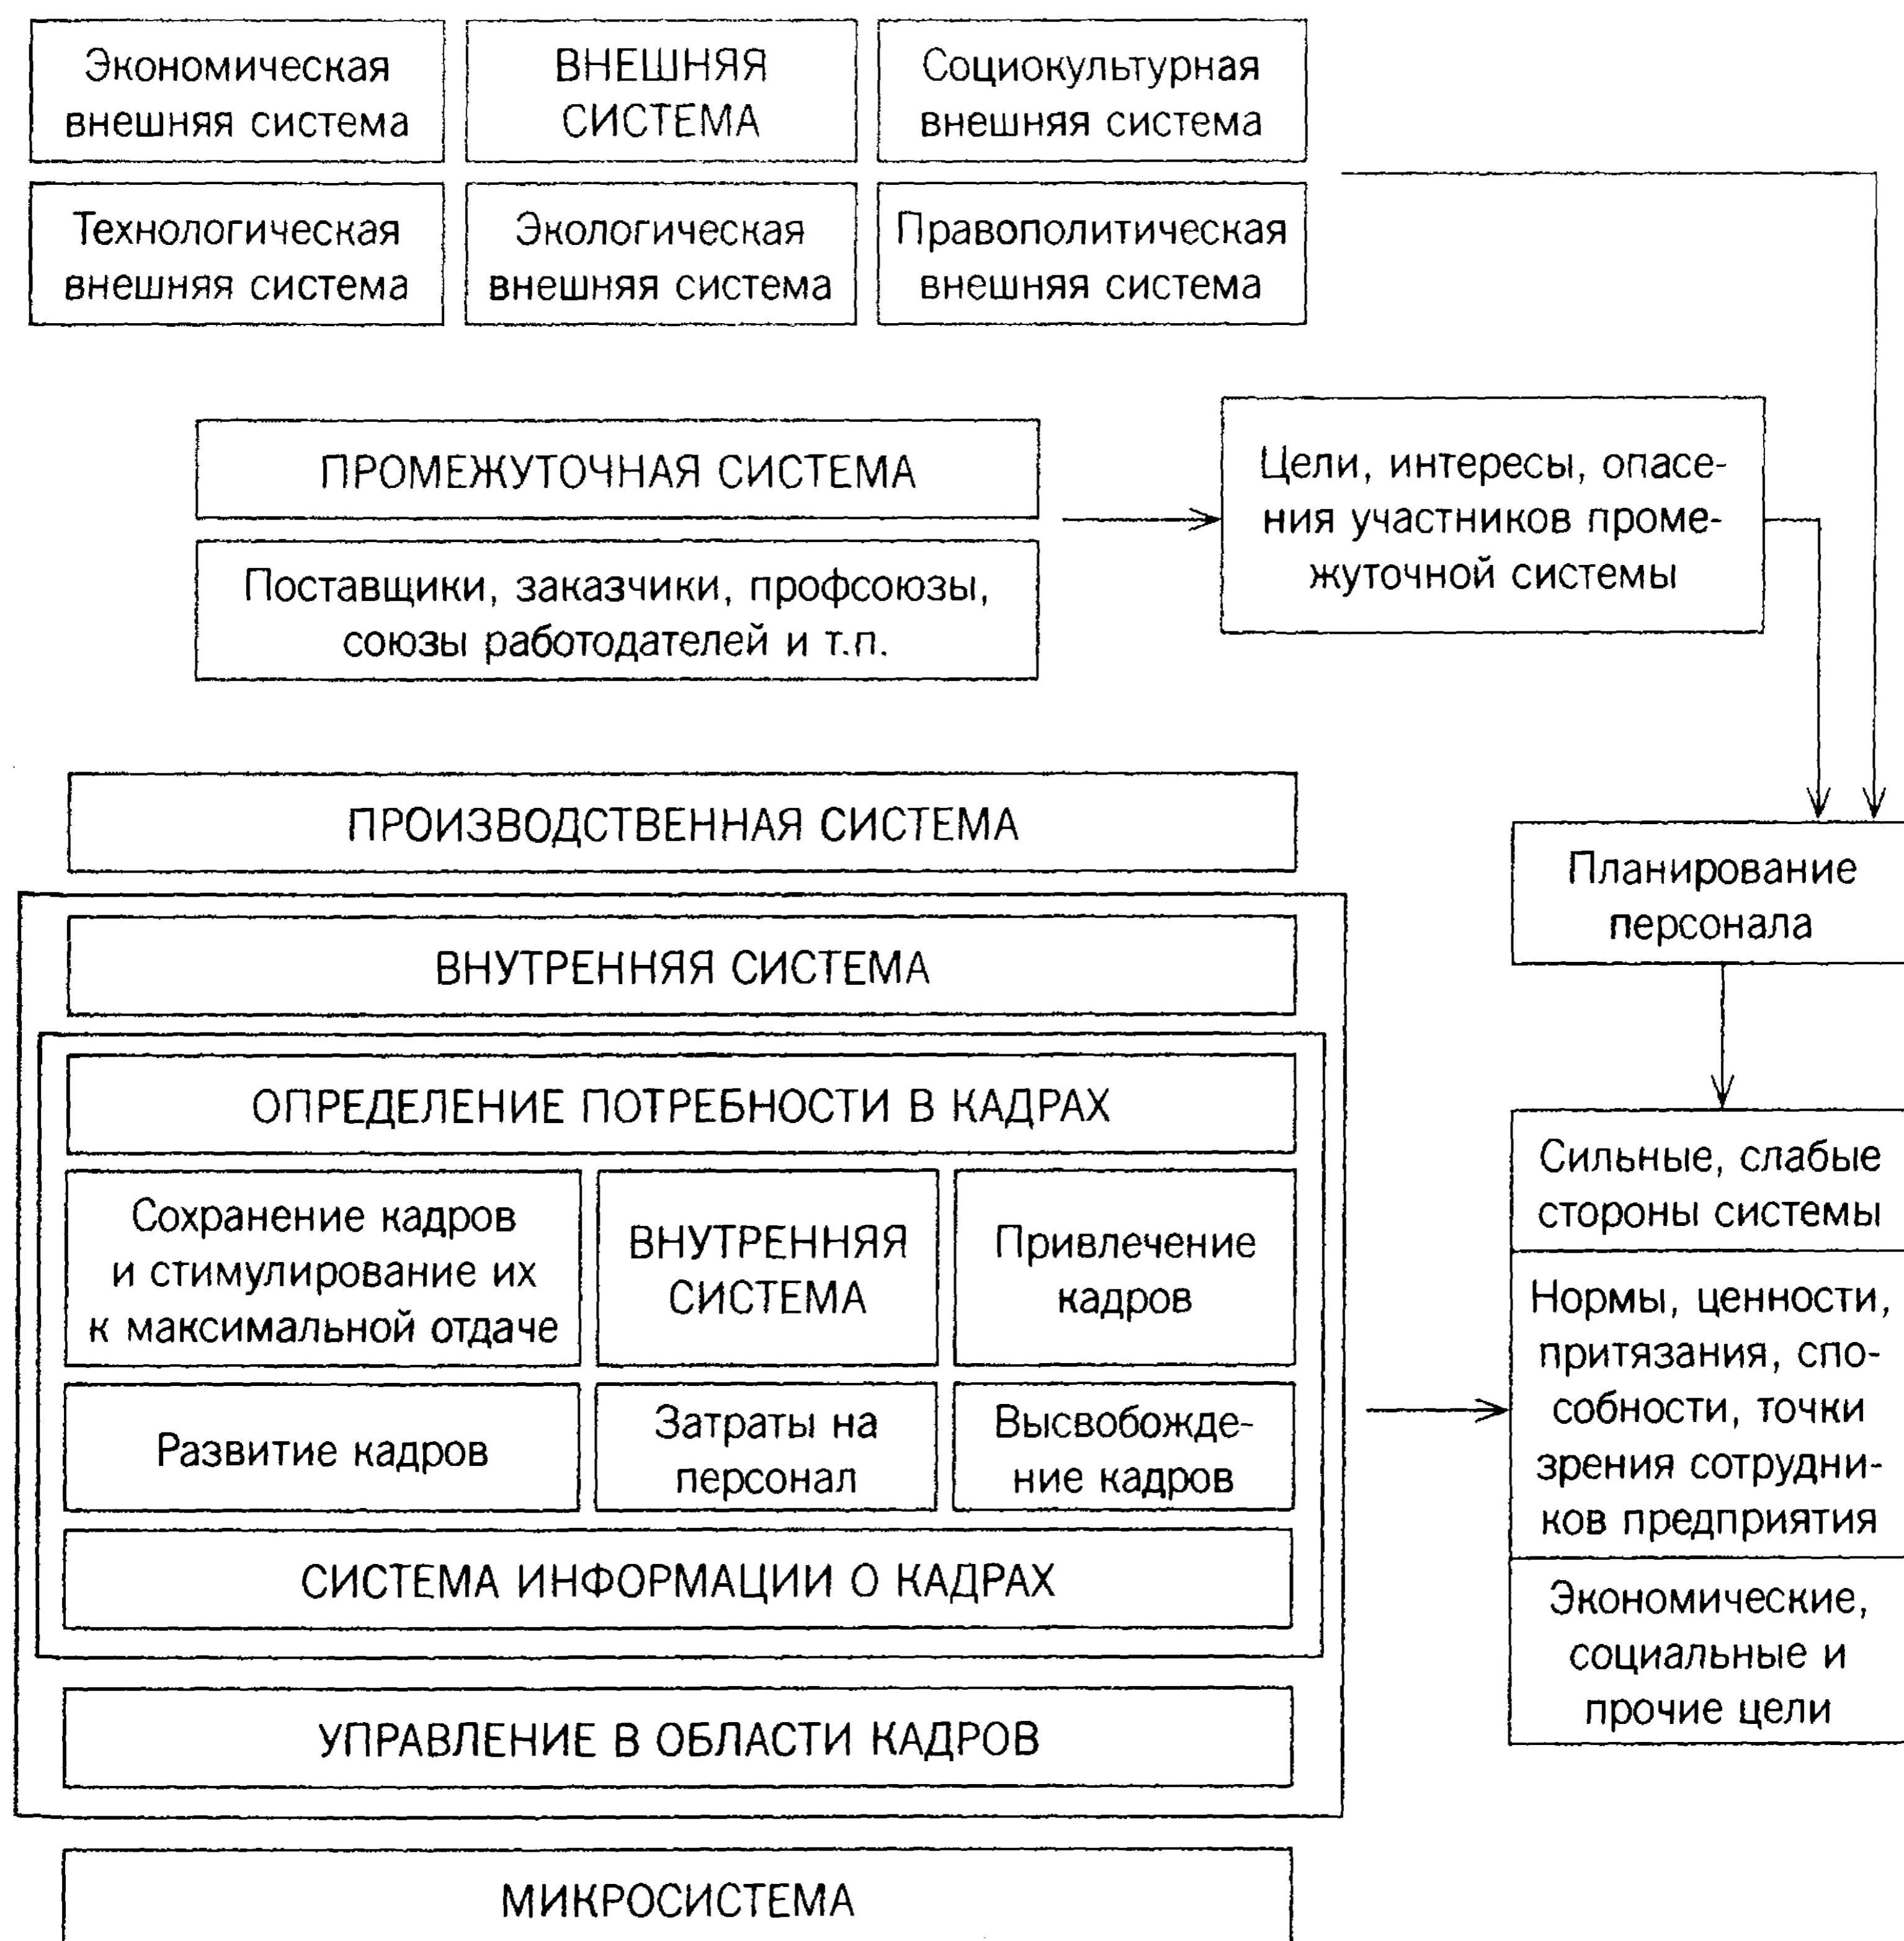 Экономическая
внешняя система
ВНЕШНЯЯ
СИСТЕМА
Социокультурная
внешняя система
Технологическая
внешняя система
Экологическая
внешняя система
Правополитическая
внешняя система
ПРОМЕЖУТОЧНАЯ СИСТЕМА
Поставщики, заказчики, профсоюзы,
союзы работодателей и т.п.
Цели, интересы, опасе-
ния участников проме-
жуточной системы
ПРОИЗВОДСТВЕННАЯ СИСТЕМА
ВНУТРЕННЯЯ СИСТЕМА
ОПРЕДЕЛЕНИЕ ПОТРЕБНОСТИ В КАДРАХ
Сохранение кадров
и стимулирование их
к максимальной отдаче
ВНУТРЕННЯЯ
СИСТЕМА
Привлечение
кадров
Развитие кадров
Затраты на
персонал
Высвобожде-
ние кадров
СИСТЕМА ИНФОРМАЦИИ О КАДРАХ
УПРАВЛЕНИЕ В ОБЛАСТИ КАДРОВ
МИКРОСИСТЕМА
Планирование
персонала
Сильные, слабые
стороны системы
Нормы, ценности,
притязания, спо-
собности, точки
зрения сотрудни-
ков предприятия
Экономические,
социальные и
прочие цели